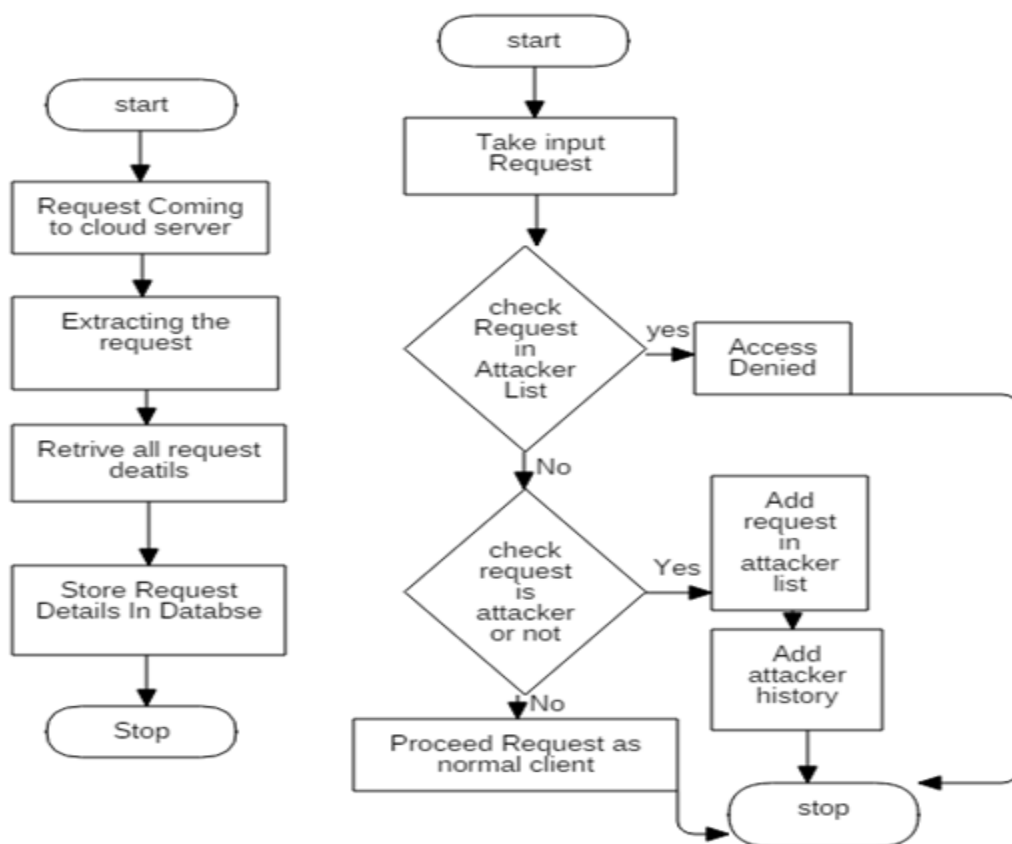 start
Request Coming
to cloud server
Extracting the
request
Retrive all request
deatils
Store Request
Details In Databse
Stop
start
Take input
Request
check
Request
in
Attacker
List
yes
Access
Denied
No
check
request
is
attacker
or not
Yes
Add
request
in
attacker
list
Add
attacker
history
No
Proceed Request as
normal client
stop